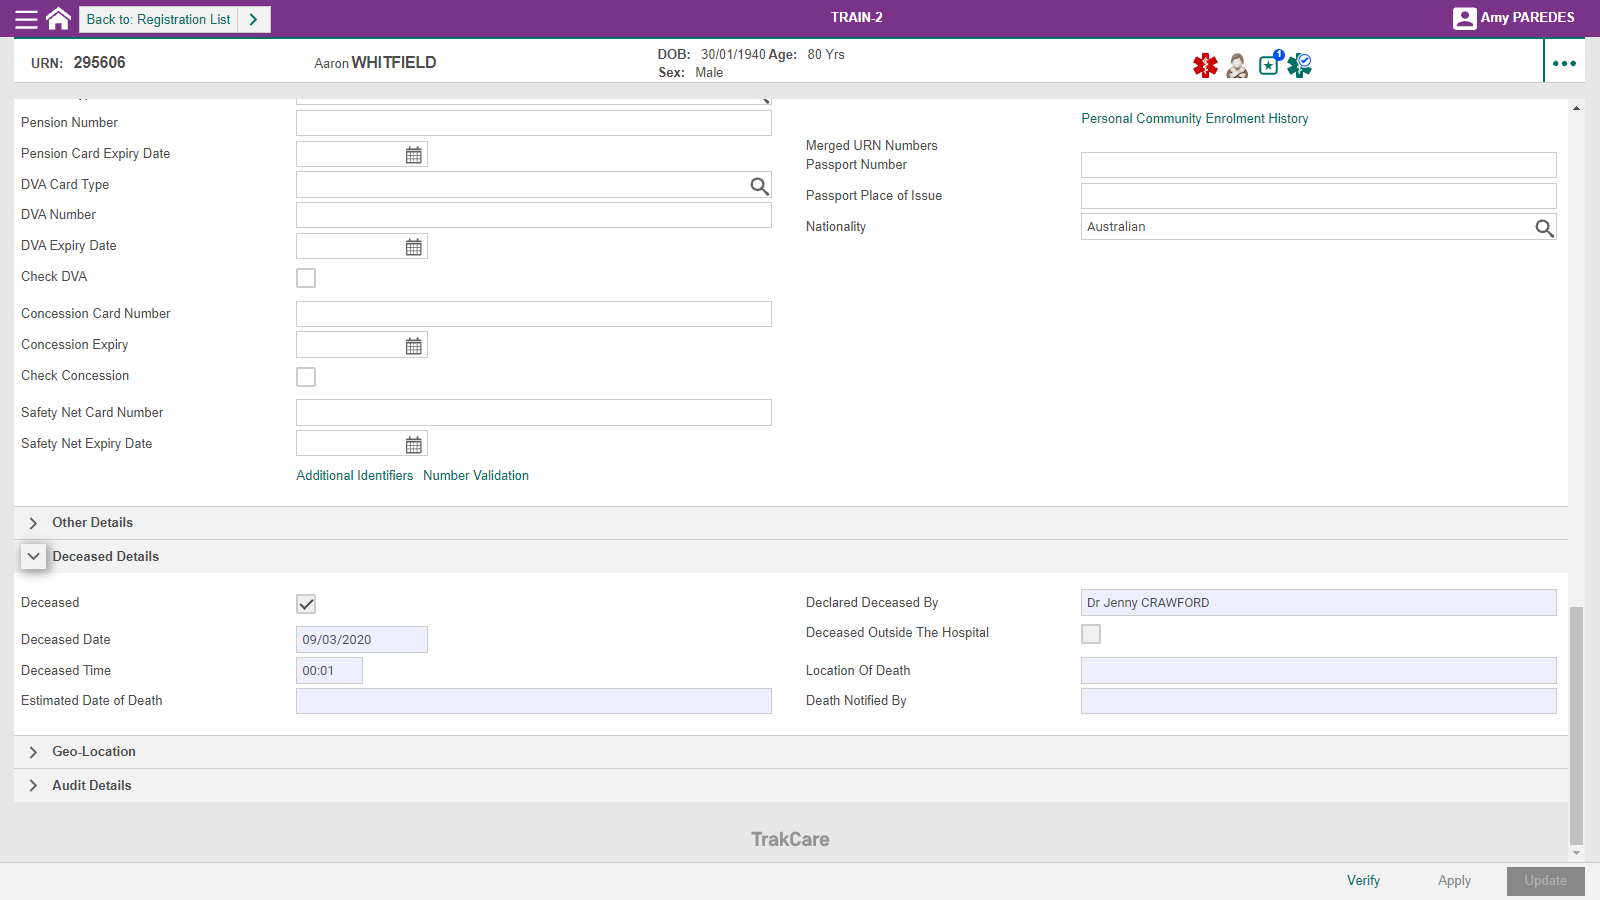 Back to: Registration List
TRAIN-2
Amy PAREDES
URN: 295606
Aaron WHITFIELD
DOB: 30/01/1940 Age: 80 Yrs
Sex: Male
1
Pension Number
Pension Card Expiry Date
DVA Card Type
DVA Number
DVA Expiry Date
Check DVA
Concession Card Number
Concession Expiry
Check Concession
Safety Net Card Number
Safety Net Expiry Date
Additional Identifiers Number Validation
Personal Community Enrolment History
Merged URN Numbers
Passport Number
Passport Place of Issue
Nationality Australian
Other Details
Deceased Details
Deceased
Deceased Date 09/03/2020
Deceased Time 00:01
Estimated Date of Death
Declared Deceased By Dr Jenny CRAWFORD
Deceased Outside The Hospital
Location Of Death
Death Notified By
Geo-Location
Audit Details
TrakCare
Verify Apply Update